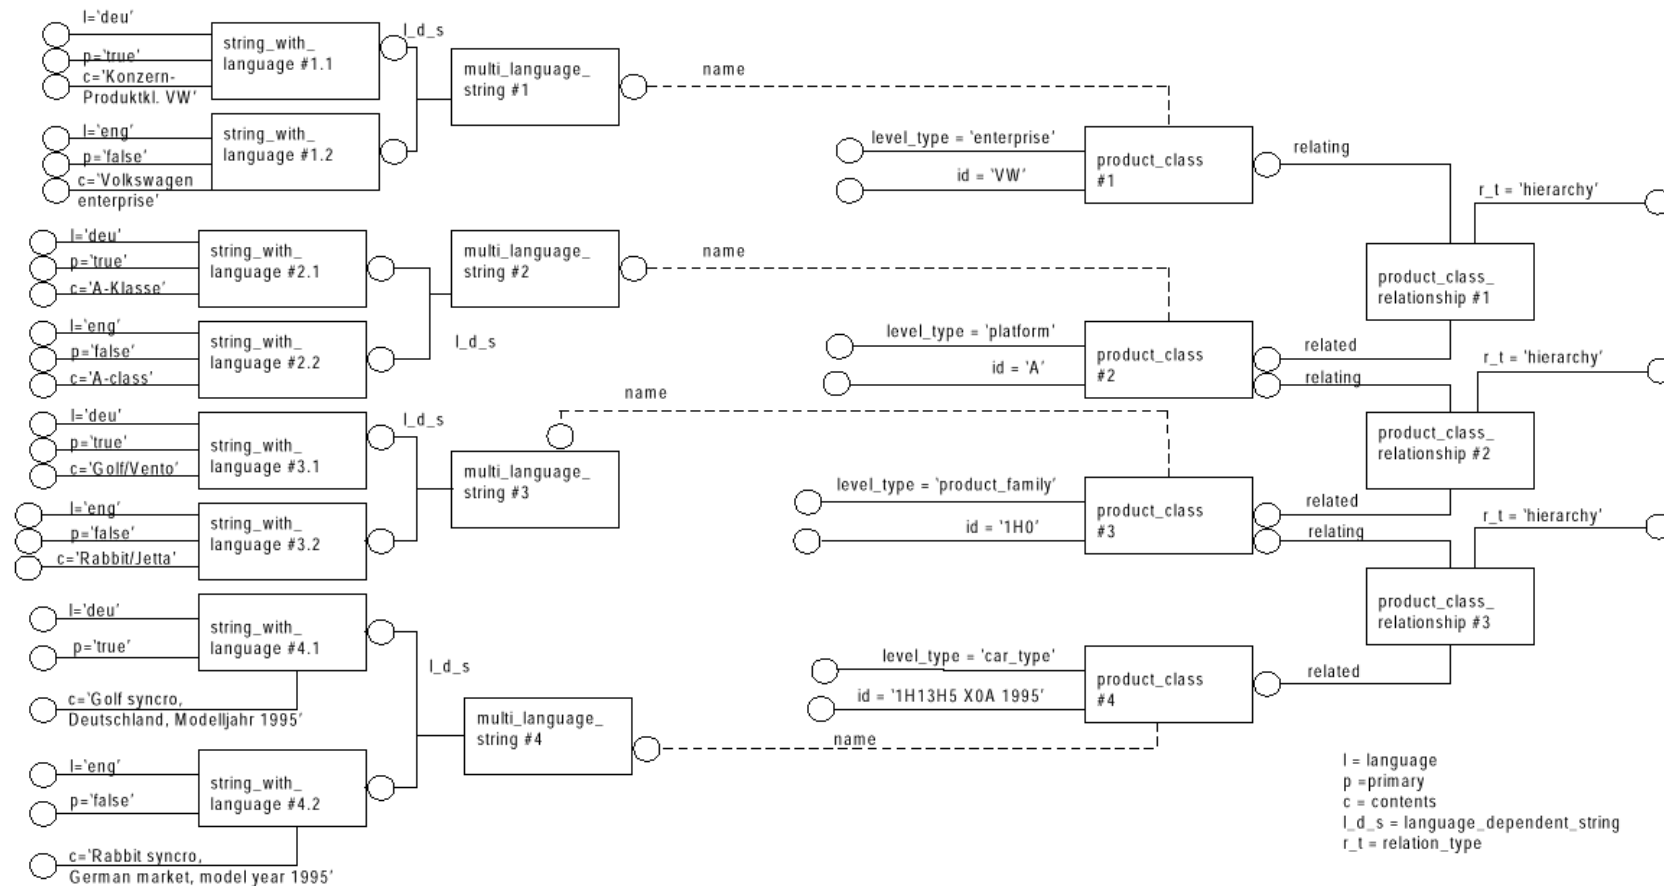 l='deu'
p='true'
c='Konzern-
Produktkl. VW'
string_with_
language #1.1
l_d_s
multi_language_
string #1
name
l='eng'
p='false'
c='Volkswagen
enterprise'
string_with_
language #1.2
level_type = 'enterprise'
id = 'VW'
product_class
#1
relating
r_t = 'hierarchy'
product_class_
relationship #1
l='deu'
p='true'
c='A-Klasse'
string_with_
language #2.1
multi_language_
string #2
name
l='eng'
p='false'
c='A-class'
string_with_
language #2.2
l_d_s
level_type = 'platform'
id = 'A'
product_class
#2
related
relating
r_t = 'hierarchy'
product_class_
relationship #2
l='deu'
p='true'
c='Golf/Vento'
string_with_
language #3.1
l_d_s
name
multi_language_
string #3
l='eng'
p='false'
c='Rabbit/Jetta'
string_with_
language #3.2
level_type = 'product_family'
id = '1H0'
product_class
#3
related
relating
r_t = 'hierarchy'
product_class_
relationship #3
l='deu'
p='true'
string_with_
language #4.1
c='Golf syncro,
Deutschland, Modelljahr 1995'
l_d_s
multi_language_
string #4
level_type = 'car_type'
id = '1H13H5 X0A 1995'
product_class
#4
related
name
l='eng'
p='false'
string_with_
language #4.2
c='Rabbit syncro,
German market, model year 1995'
l = language
p =primary
c = contents
l_d_s = language_dependent_string
r_t = relation_type